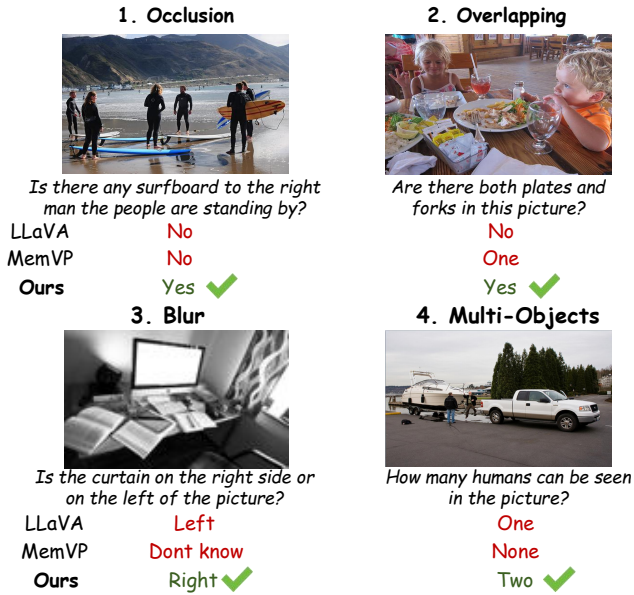 1. Occlusion
Is there any surfboard to the right
man the people are standing by?
LLaVA No
MemVP No
Ours Yes
2. Overlapping
Are there both plates and
forks in this picture?
No
One
Yes
3. Blur
Is the curtain on the right side or
on the left of the picture?
LLaVA Left
MemVP Dont know
Ours Right
4. Multi-Objects
How many humans can be seen
in the picture?
One
None
Two